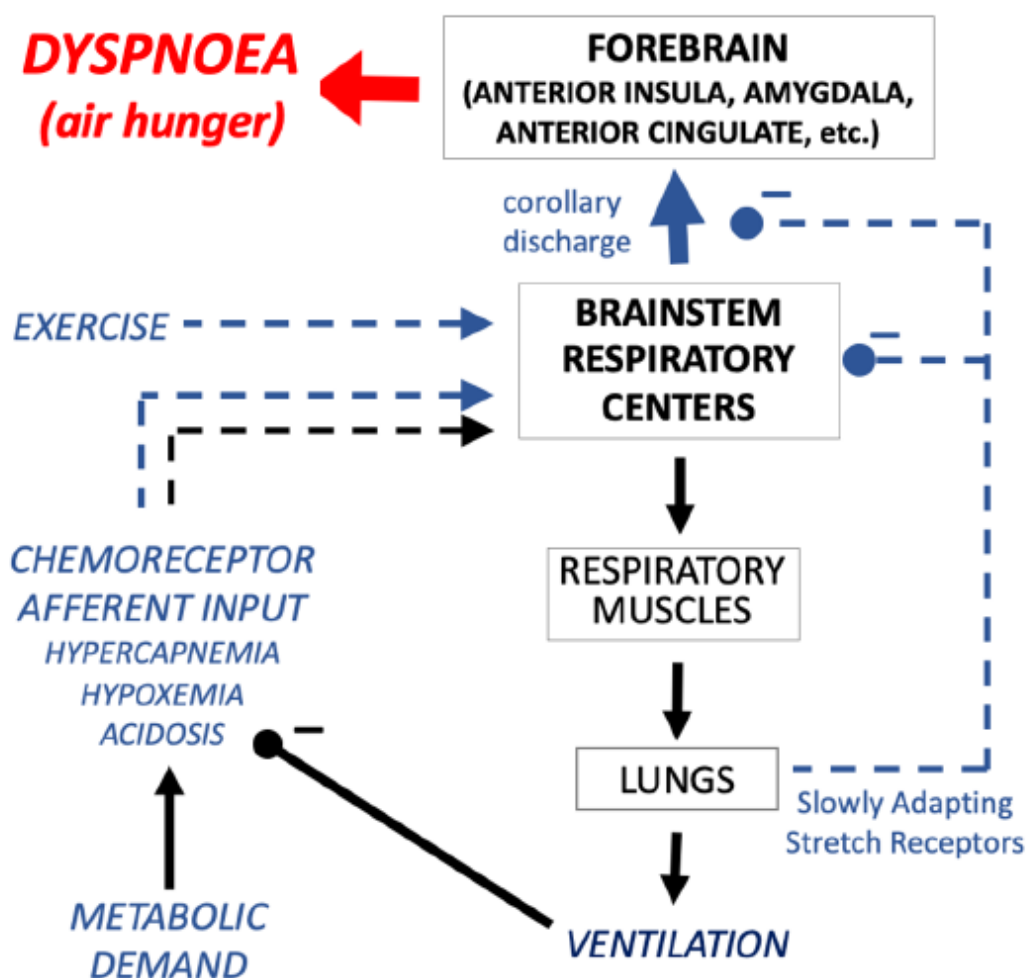 DYSPNOEA
(air hunger)
FOREBRAIN
(ANTERIOR INSULA, AMYGDALA,
ANTERIOR CINGULATE, etc.)
corollary
discharge
EXERCISE
BRAINSTEM
RESPIRATORY
CENTERS
CHEMORECEPTOR
AFFERENT INPUT
HYPERCAPNEMIA
HYPOXEMIA
ACIDOSIS
RESPIRATORY
MUSCLES
LUNGS
Slowly Adapting
Stretch Receptors
METABOLIC
DEMAND
VENTILATION